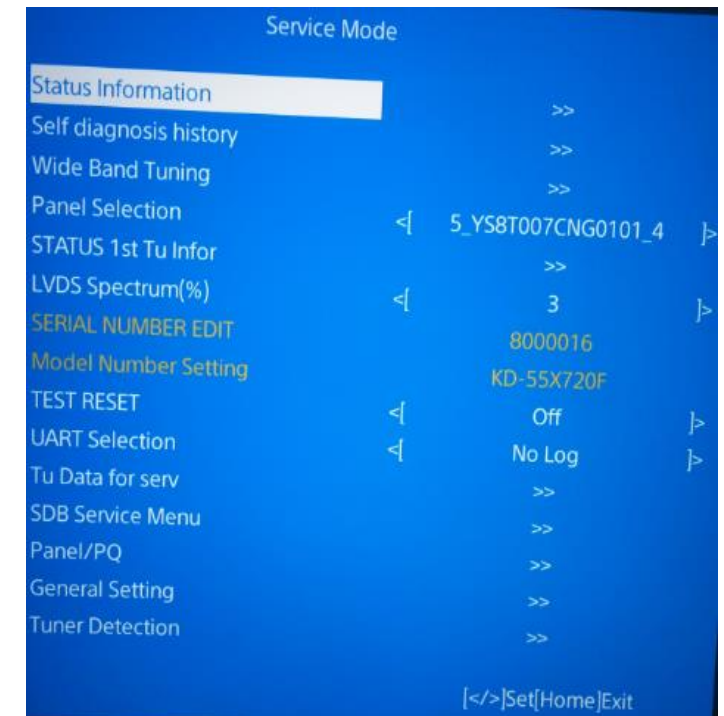 Service Mode
Status Information >>
Self diagnosis history >>
Wide Band Tuning >>
Panel Selection <[ 5_YS8T007CNG0101_4 ]>
STATUS 1st Tu Infor >>
LVDS Spectrum(%) <[ 3 ]>
SERIAL NUMBER EDIT 8000016
Model Number Setting KD-55X720F
TEST RESET <[ Off ]>
UART Selection <[ No Log ]>
Tu Data for serv >>
SDB Service Menu >>
Panel/PQ >>
General Setting >>
Tuner Detection >>
[</>]Set[Home]Exit